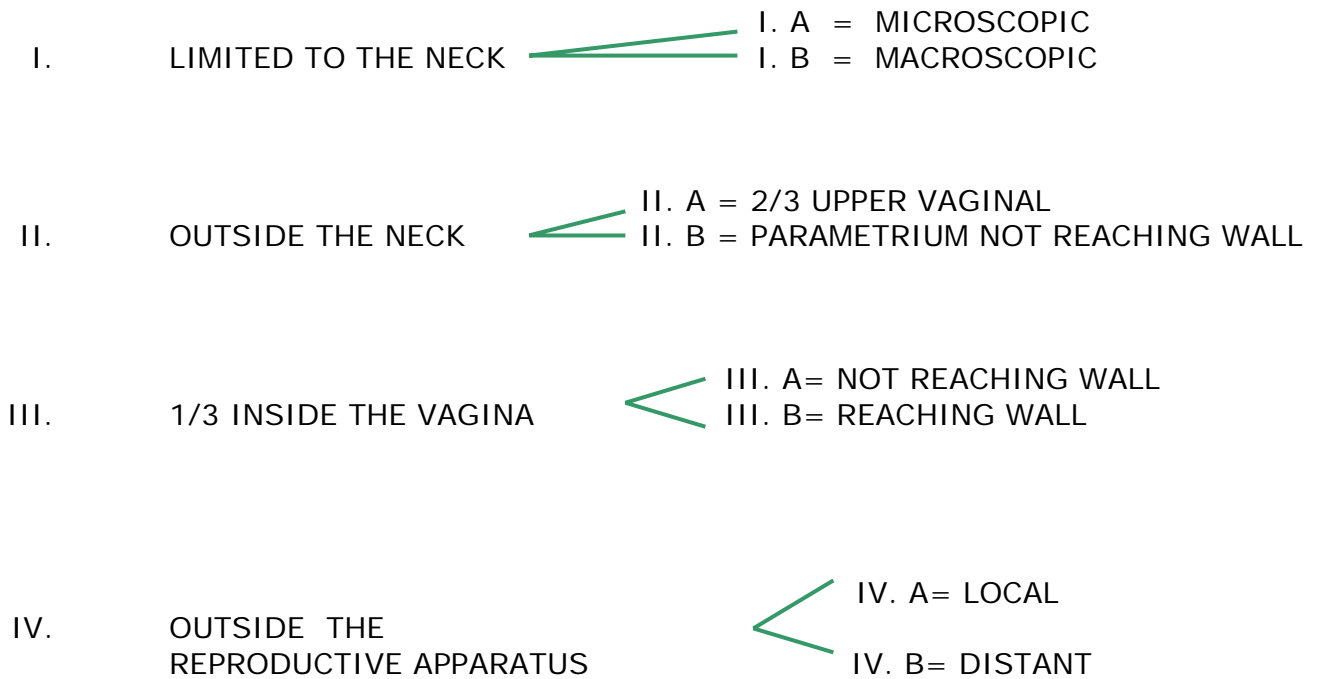 I. A = MICROSCOPIC
I. LIMITED TO THE NECK I. B = MACROSCOPIC
II. A = 2/3 UPPER VAGINAL
II. OUTSIDE THE NECK II. B = PARAMETRIUM NOT REACHING WALL
III. A= NOT REACHING WALL
III. 1/3 INSIDE THE VAGINA III. B= REACHING WALL
IV. A= LOCAL
IV. OUTSIDE THE
REPRODUCTIVE APPARATUS IV. B= DISTANT